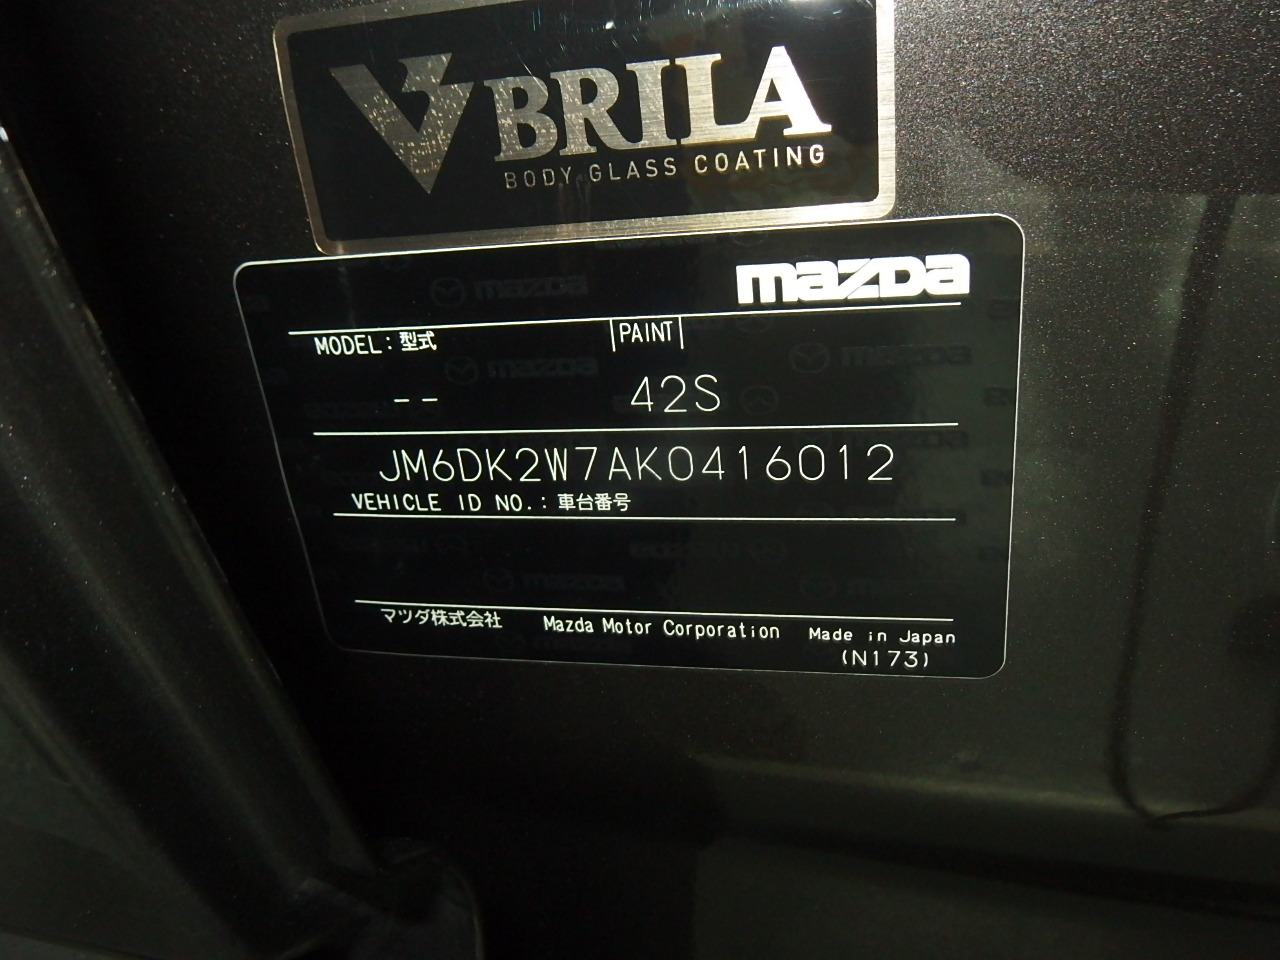 BRILA
BODY GLASS COATING
mazda
MODEL:型式 PAINT
-- 42S
JM6DK2W7AK0416012
VEHICLE ID NO.:車台番号
マツダ株式会社 Mazda Motor Corporation Made in Japan
(N173)